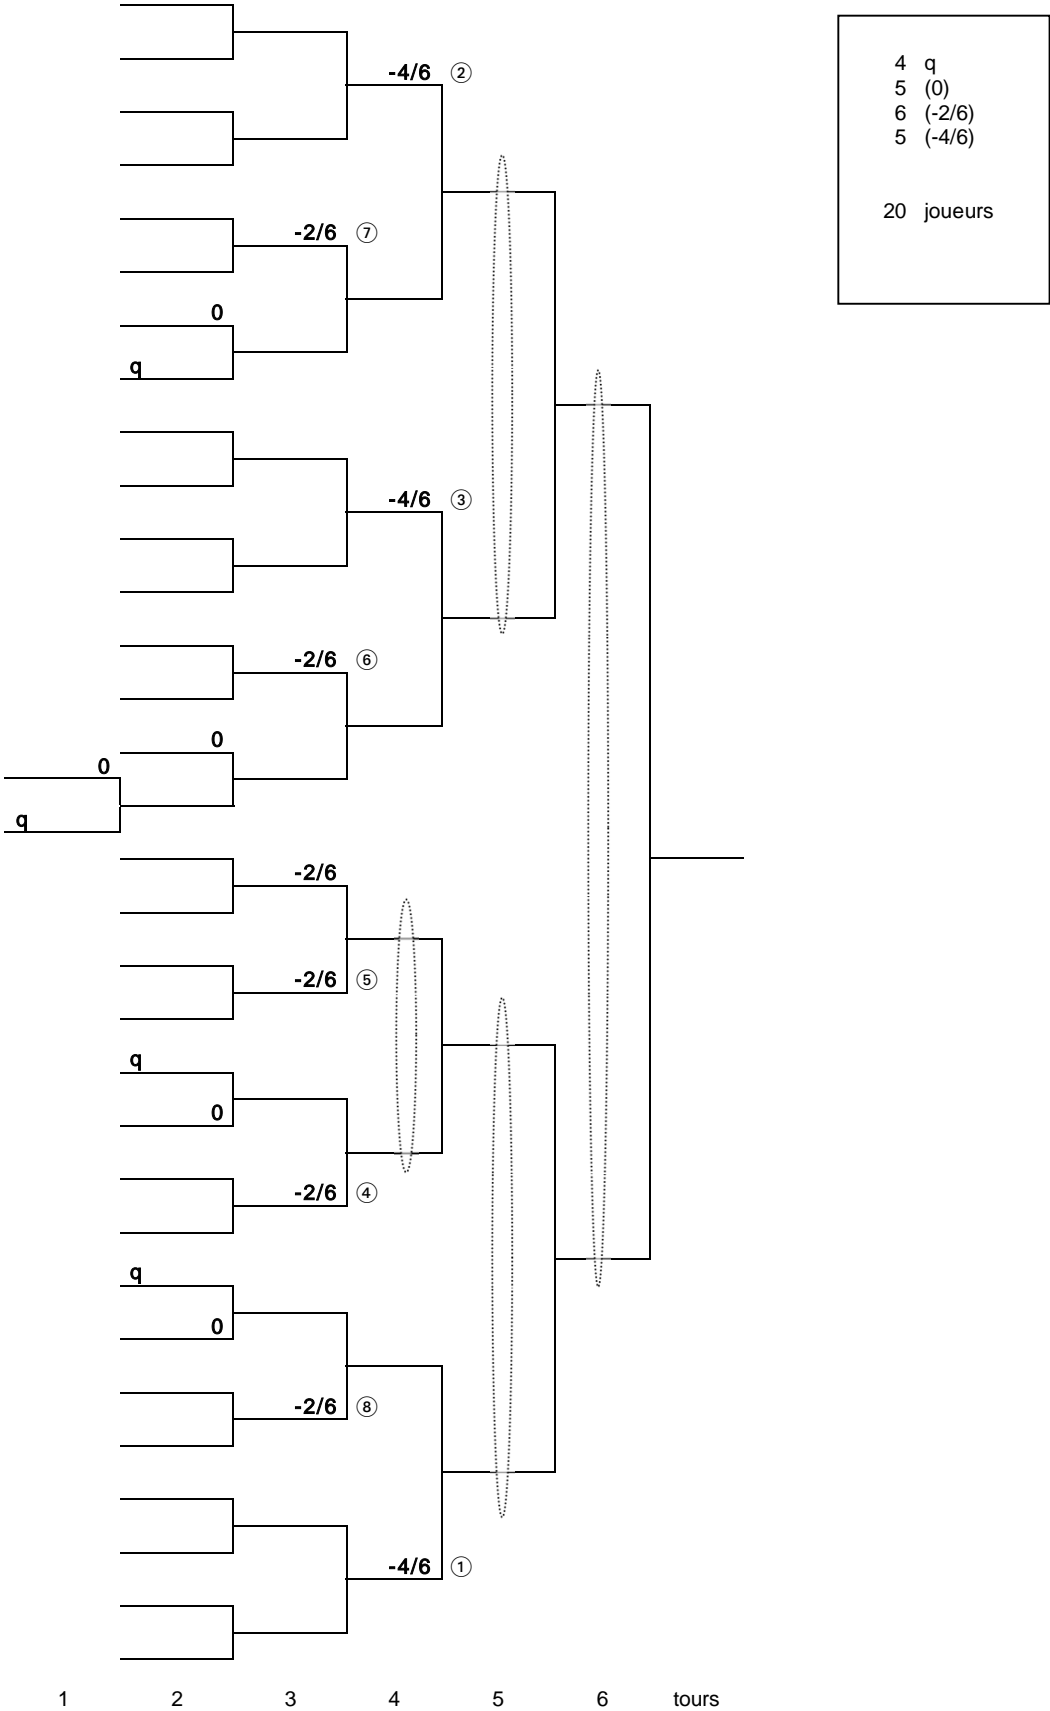 -4/6 ②
4 q
5 (0)
6 (-2/6)
5 (-4/6)
20 joueurs
-2/6 ⑦
0
q
-4/6 ③
-2/6 ⑥
0
0
q
-2/6
-2/6 ⑤
q
0
-2/6 ④
q
0
-2/6 ⑧
-4/6 ①
1 2 3 4 5 6 tours